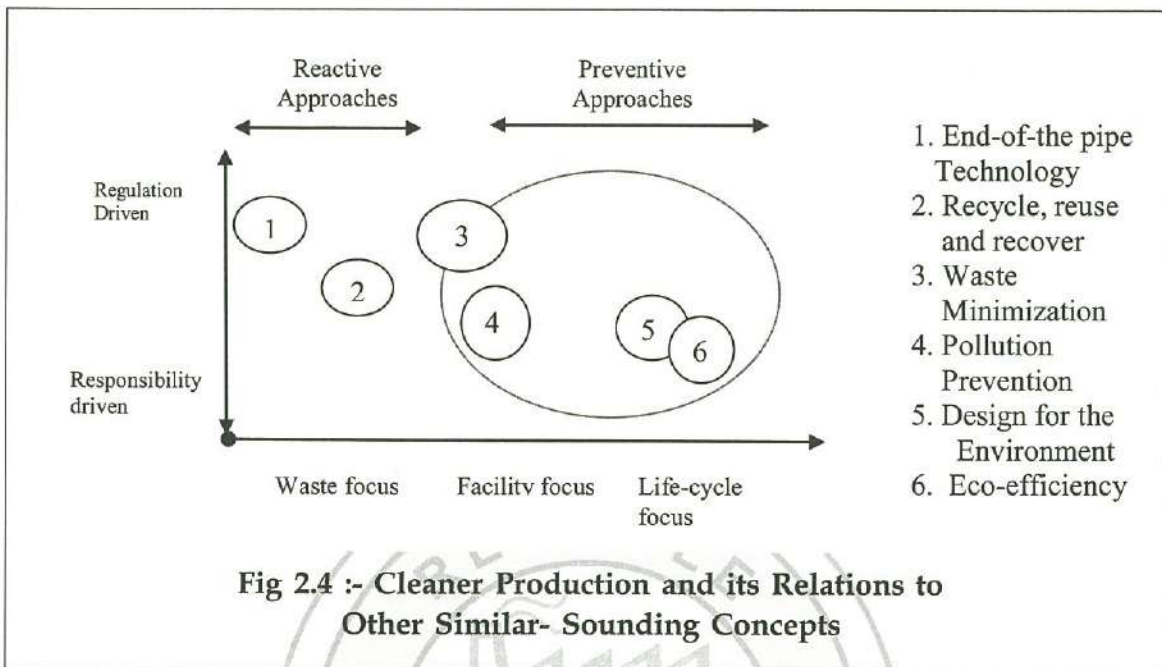 Reactive
Approaches
Preventive
Approaches
Regulation
Driven
Responsibility
driven
1
2
3
4
5
6
Waste focus
Facility focus
Life-cycle
focus
1. End-of-the pipe
Technology
2. Recycle, reuse
and recover
3. Waste
Minimization
4. Pollution
Prevention
5. Design for the
Environment
6. Eco-efficiency
Fig 2.4 :- Cleaner Production and its Relations to
Other Similar- Sounding Concepts